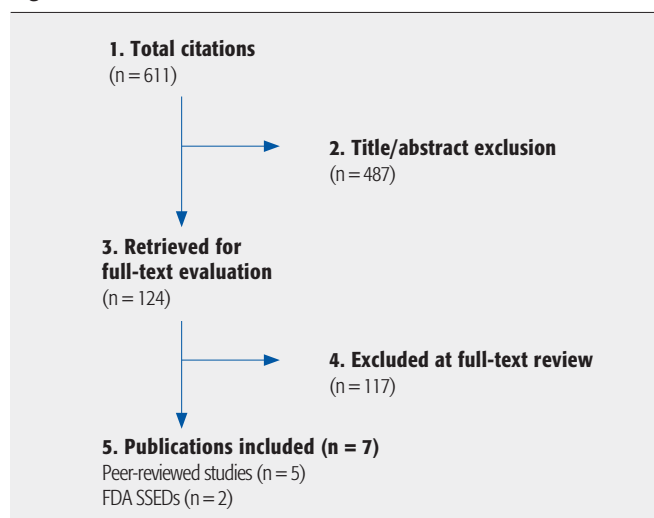 1. Total citations
(n = 611)
2. Title/abstract exclusion
(n = 487)
3. Retrieved for
full-text evaluation
(n = 124)
4. Excluded at full-text review
(n = 117)
5. Publications included (n = 7)
Peer-reviewed studies (n = 5)
FDA SSEDs (n = 2)